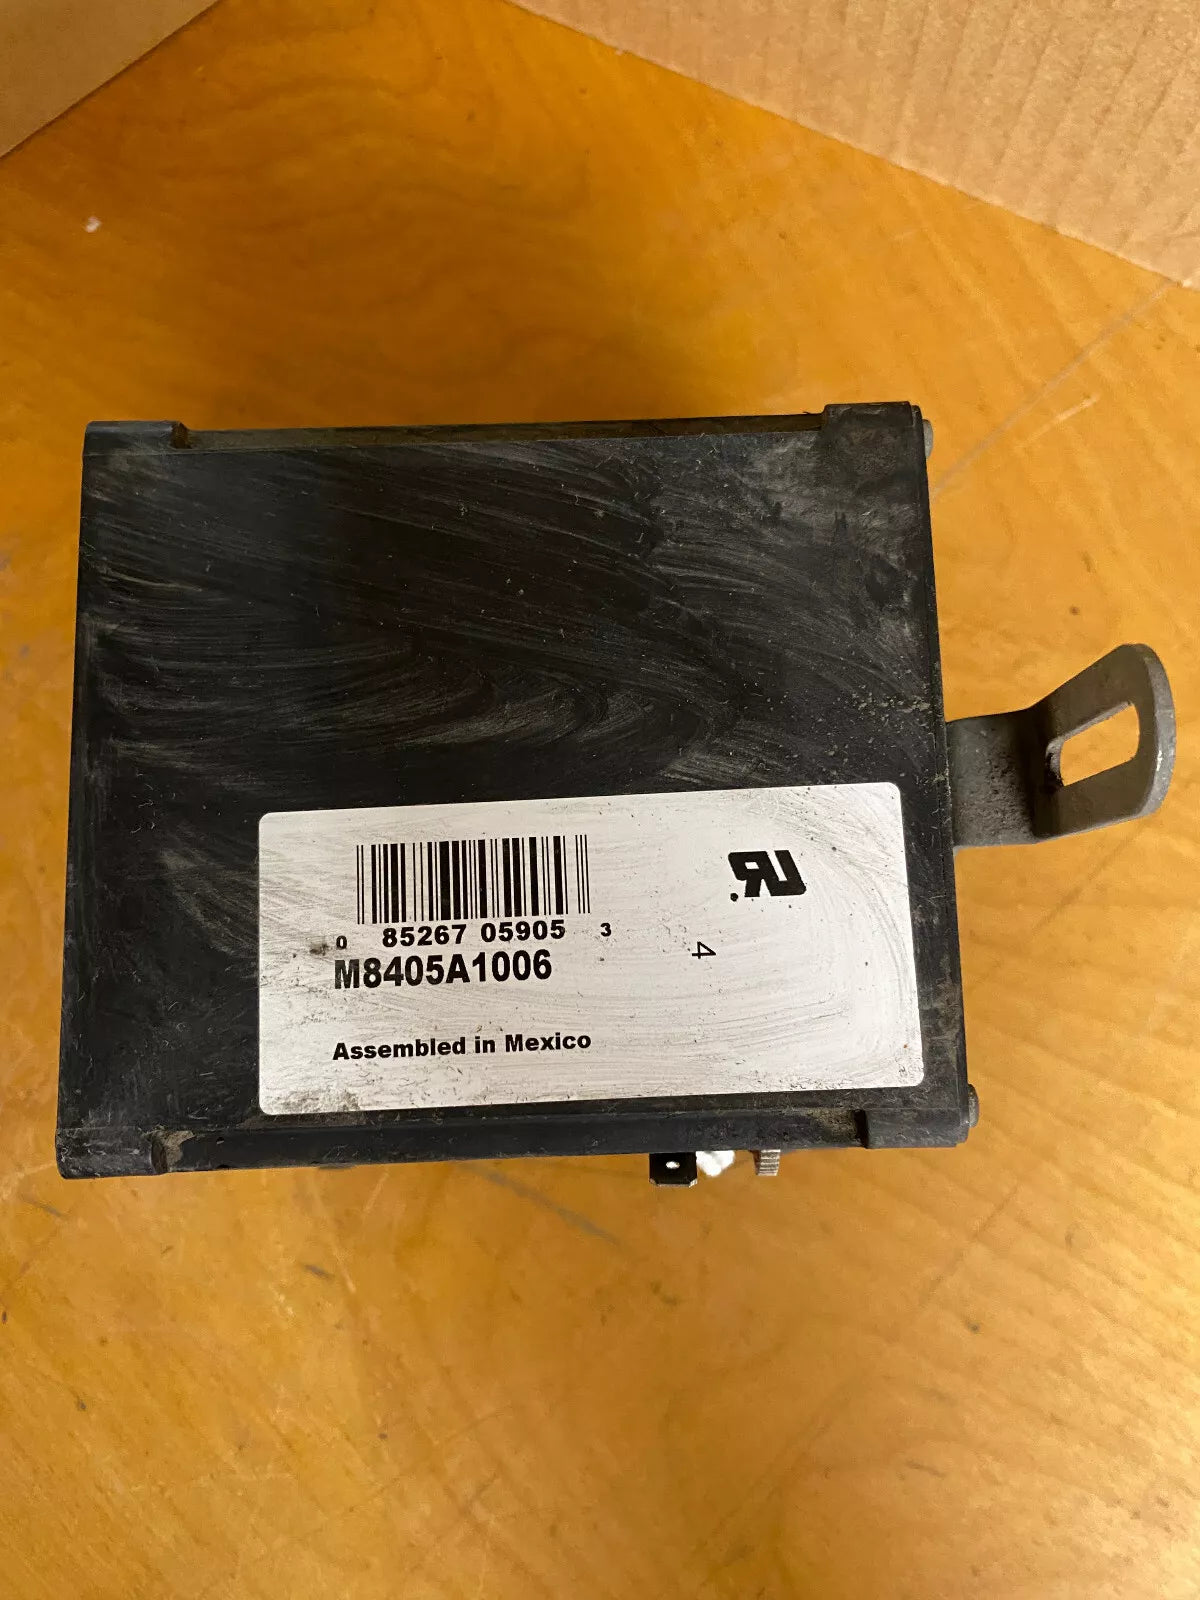 0 85267 05905 3
M8405A1006
4
Assembled in Mexico